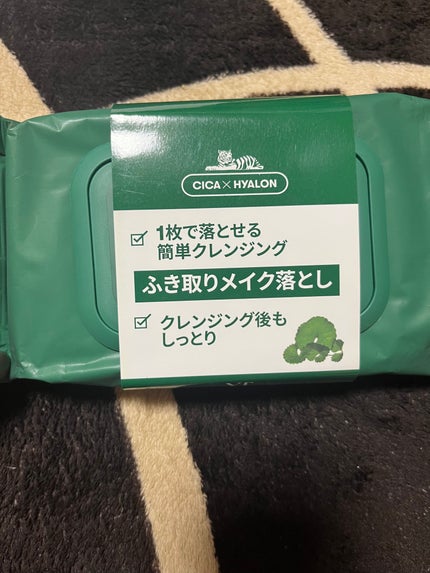 CICA×HYALON
1枚で落とせる
簡単クレンジング
ふき取りメイク落とし
クレンジング後も
しっとり